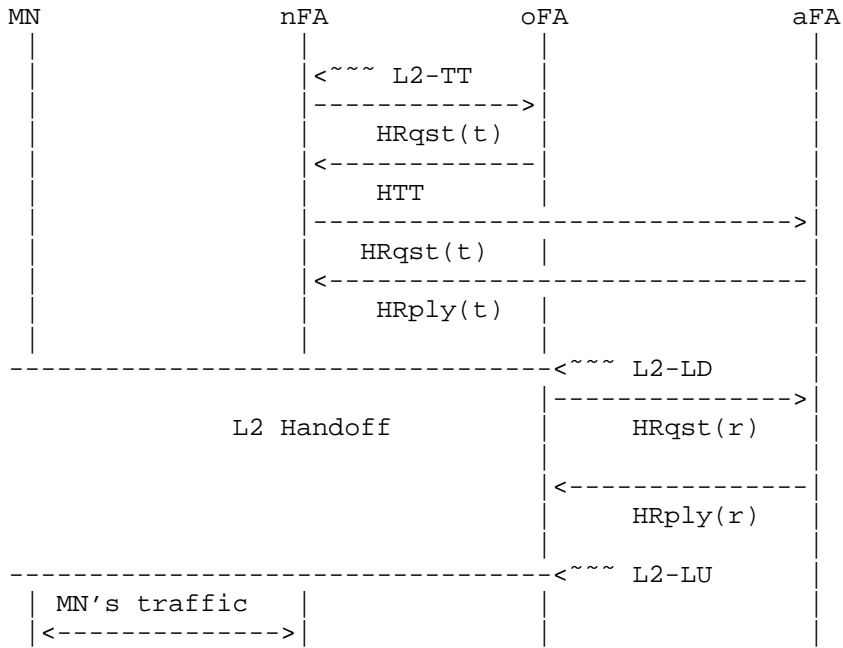 MN nFA oFA aFA
<~~~ L2-TT
------------->
HRqst(t)
<-------------
HTT
------------------------------>
HRqst(t)
<------------------------------
HRply(t)
----------------------------------<~~~ L2-LD
--------------->
L2 Handoff HRqst(r)
<---------------
HRply(r)
----------------------------------<~~~ L2-LU
MN's traffic
<-------------->